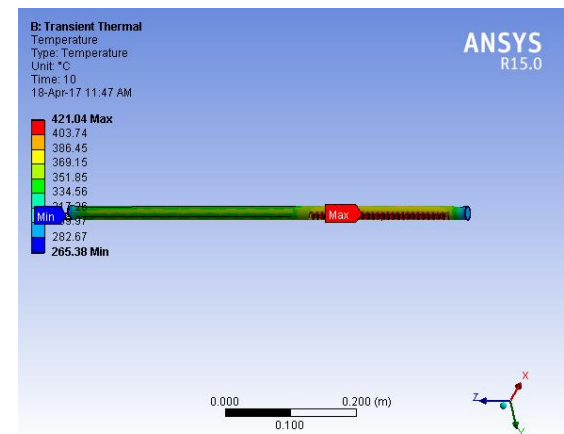 B: Transient Thermal
Temperature
Type: Temperature
Unit: °C
Time: 10
18-Apr-17 11:47 AM
ANSYS
R15.0
421.04 Max
403.74
386.45
369.15
351.85
334.56
Min
Max
282.67
265.38 Min
0.000
0.200 (m)
0.100
X
Z
Y